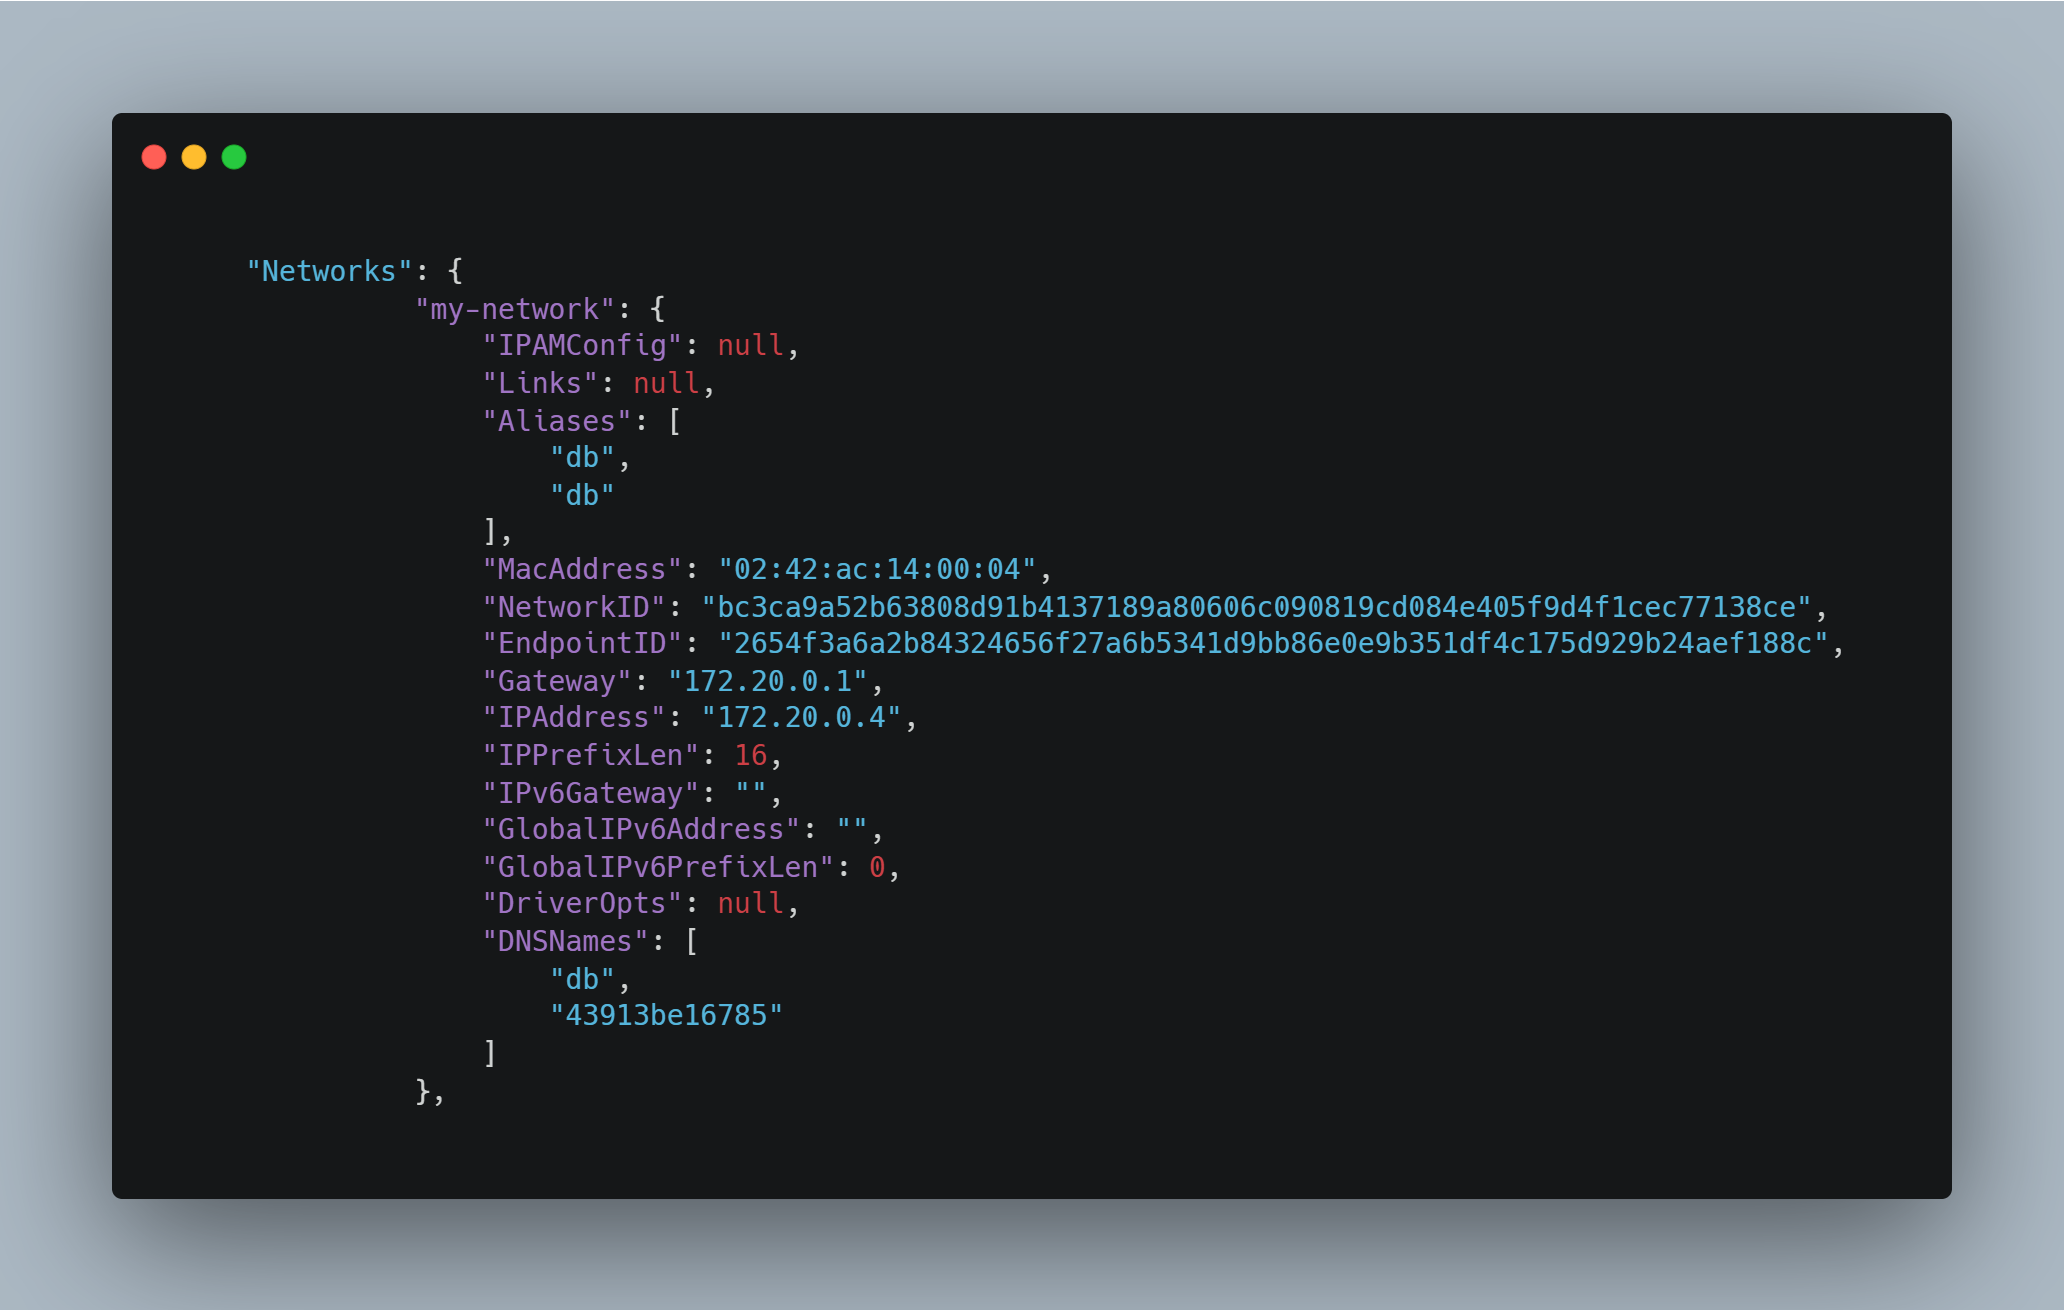 "Networks": {
"my-network": {
"IPAMConfig": null,
"Links": null,
"Aliases": [
"db",
"db"
],
"MacAddress": "02:42:ac:14:00:04",
"NetworkID": "bc3ca9a52b63808d91b4137189a80606c090819cd084e405f9d4f1cec77138ce",
"EndpointID": "2654f3a6a2b84324656f27a6b5341d9bb86e0e9b351df4c175d929b24aef188c",
"Gateway": "172.20.0.1",
"IPAddress": "172.20.0.4",
"IPPrefixLen": 16,
"IPv6Gateway": "",
"GlobalIPv6Address": "",
"GlobalIPv6PrefixLen": 0,
"DriverOpts": null,
"DNSNames": [
"db",
"43913be16785"
]
},